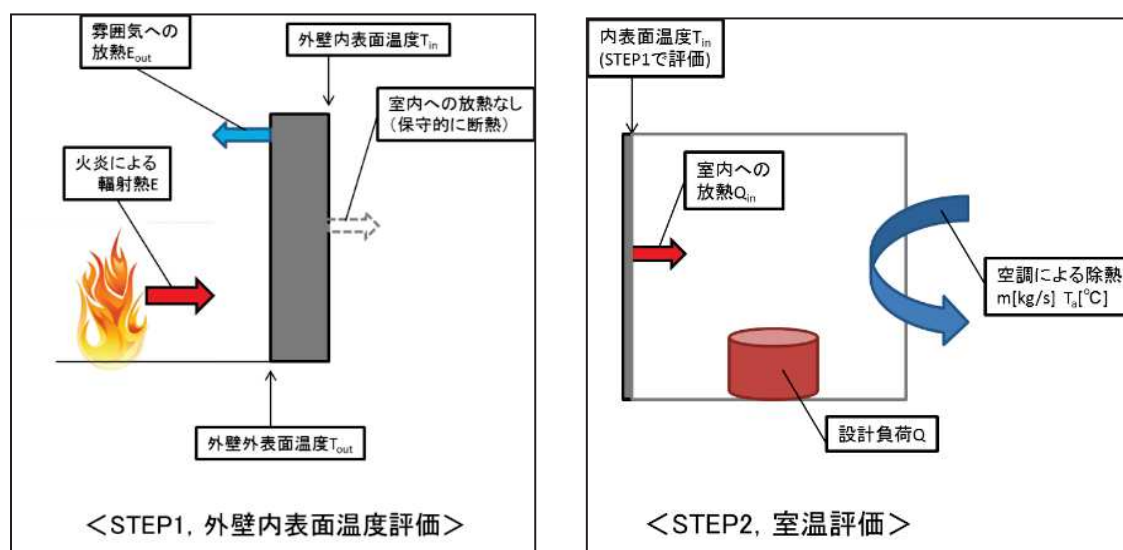 雰囲気への
放熱Eout
外壁内表面温度Tin
室内への放熱なし
（保守的に断熱）
火炎による
輻射熱E
外壁外表面温度Tout
＜STEP1，外壁内表面温度評価＞
内表面温度Tin
(STEP1で評価)
室内への
放熱Qin
空調による除熱
m[kg/s] Ta[℃]
設計負荷Q
＜STEP2，室温評価＞